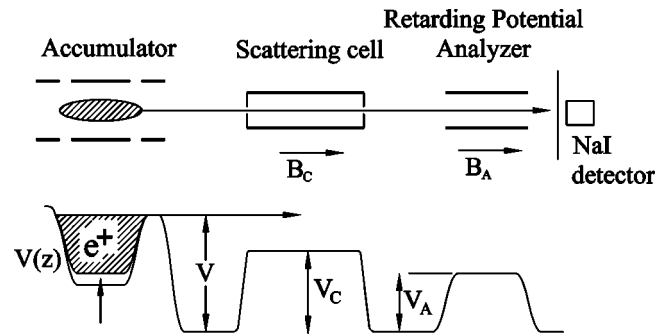 Retarding Potential
Accumulator Scattering cell Analyzer
B_C B_A
NaI
detector
V(z) e⁺ V V_C V_A